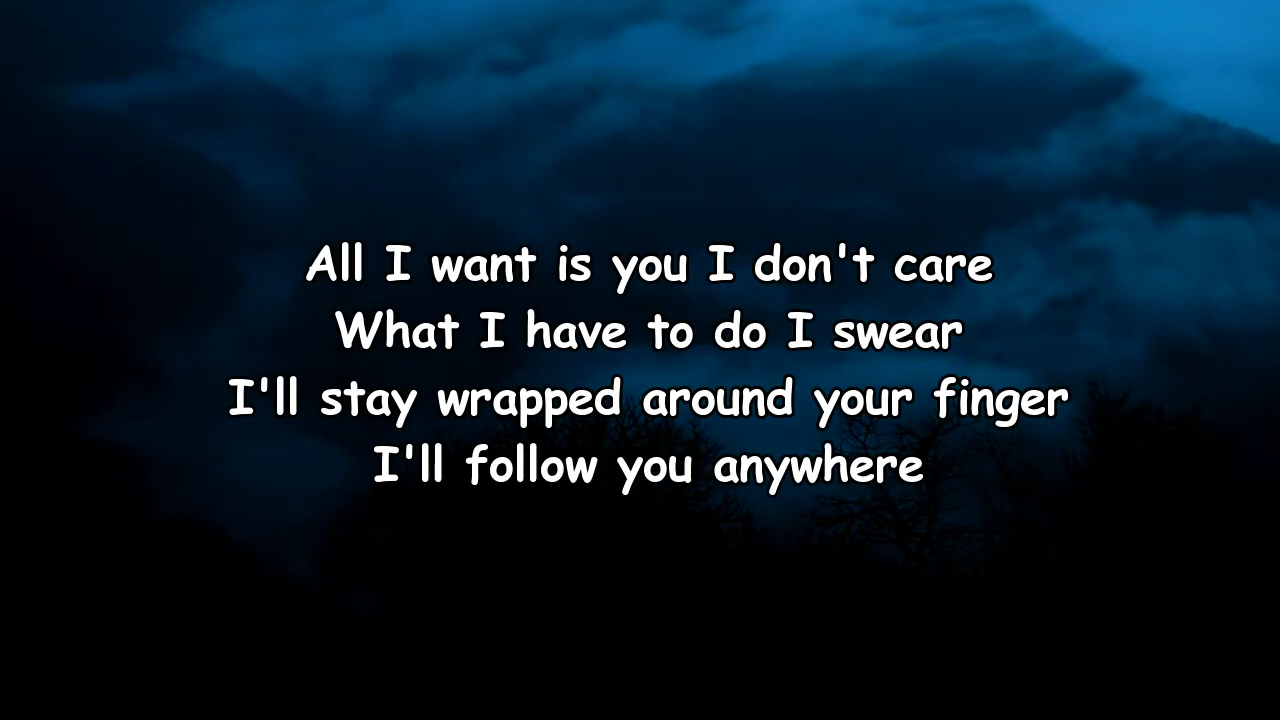 All I want is you I don't care
What I have to do I swear
I'll stay wrapped around your finger
I'll follow you anywhere